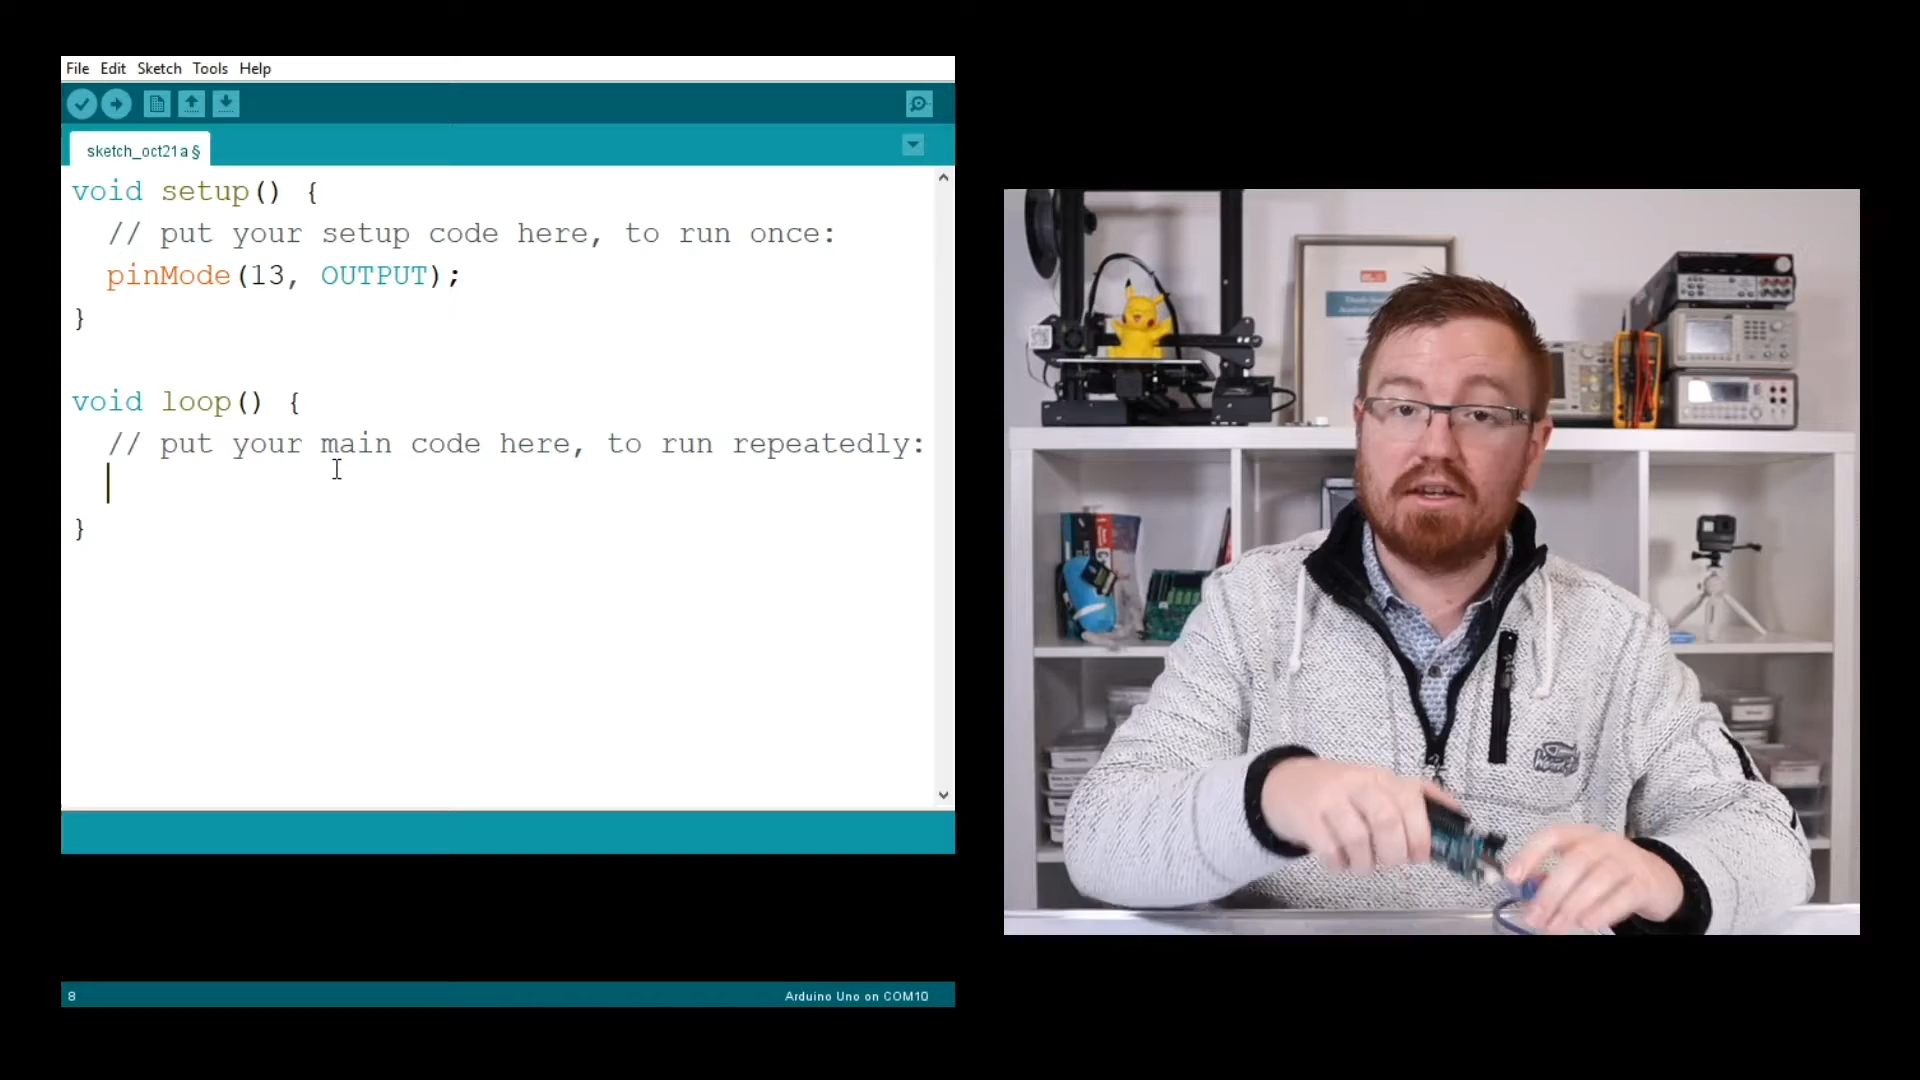 File Edit Sketch Tools Help
sketch_oct21a §
void setup() {
// put your setup code here, to run once:
pinMode(13, OUTPUT);
}
void loop() {
// put your main code here, to run repeatedly:
}
8
Arduino Uno on COM10